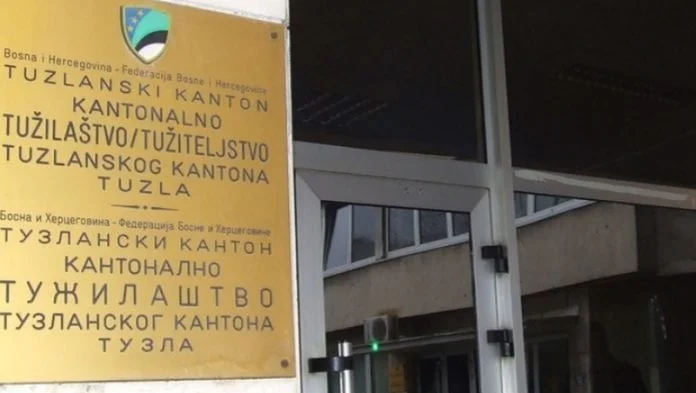 Bosna i Hercegovina - Federacija Bosne i Hercegovine
TUZLANSKI KANTON
KANTONALNO
TUŽILAŠTVO/TUŽITELJSTVO
TUZLANSKOG KANTONA
TUZLA
Босна и Херцеговина - Федерација Босне и Херцеговине
ТУЗЛАНСКИ КАНТОН
КАНТОНАЛНО
ТУЖИЛАШТВО
ТУЗЛАНСКОГ КАНТОНА
ТУЗЛА